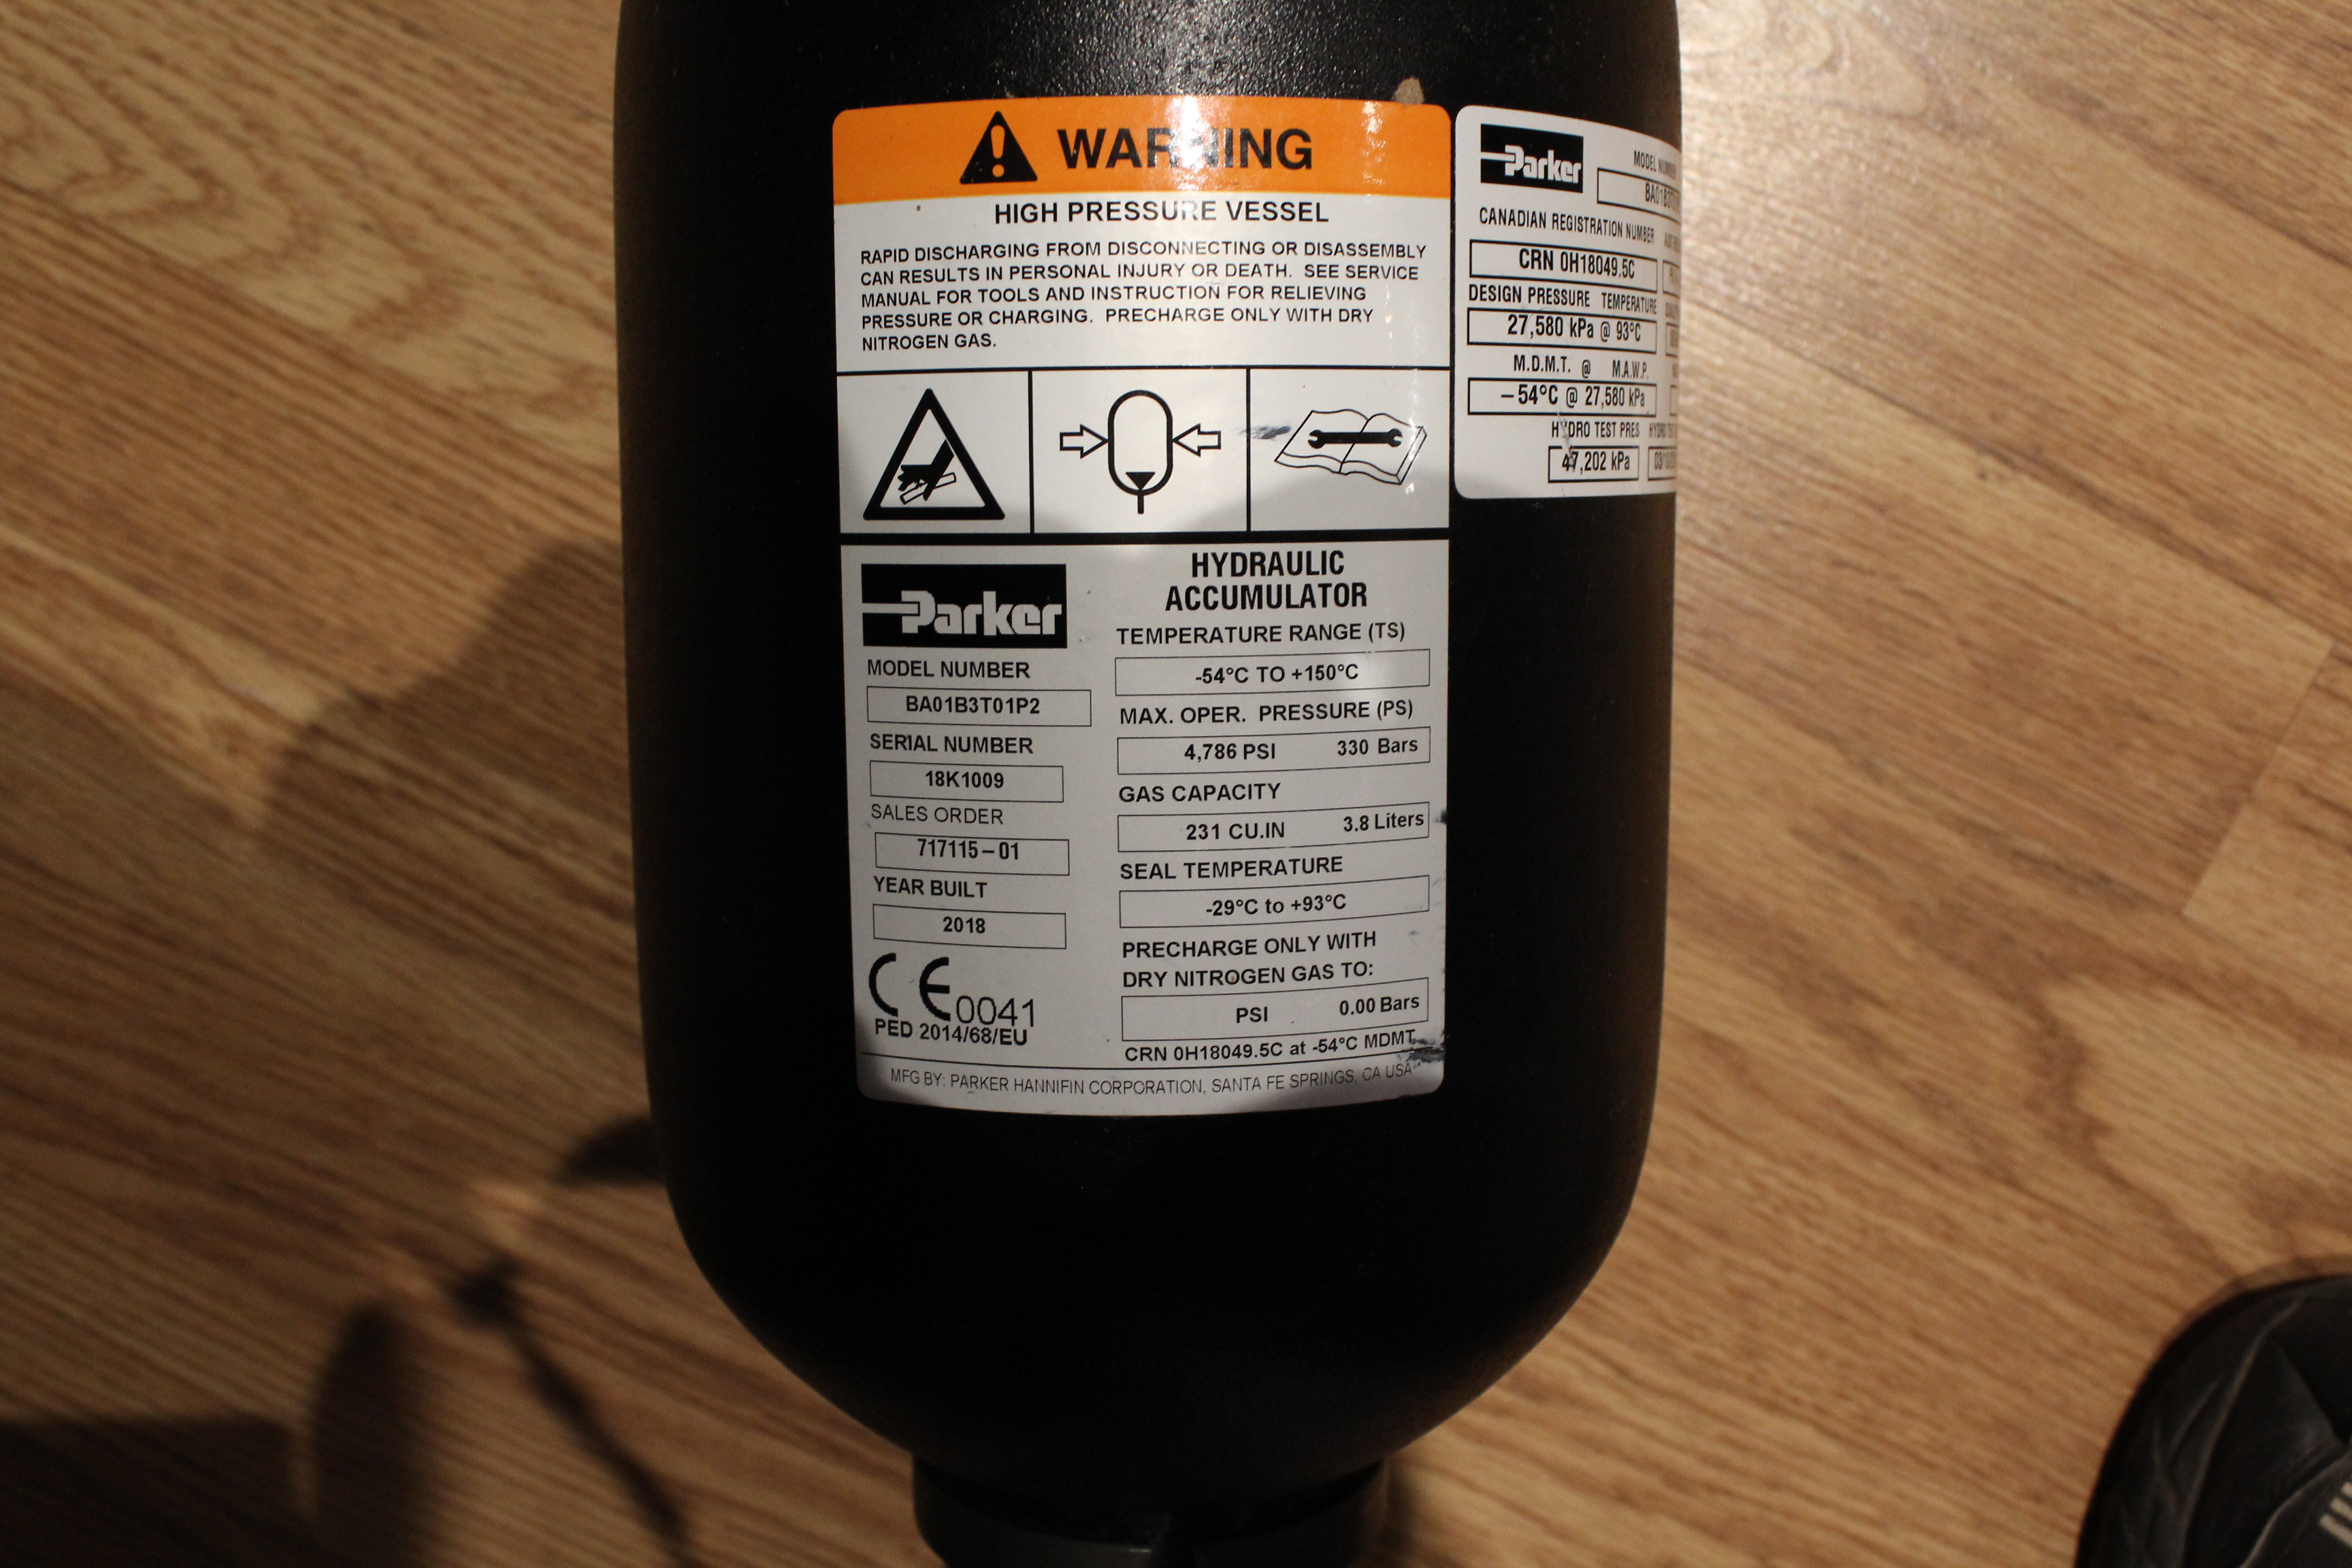 WARNING
HIGH PRESSURE VESSEL
RAPID DISCHARGING FROM DISCONNECTING OR DISASSEMBLY
CAN RESULTS IN PERSONAL INJURY OR DEATH. SEE SERVICE
MANUAL FOR TOOLS AND INSTRUCTION FOR RELIEVING
PRESSURE OR CHARGING. PRECHARGE ONLY WITH DRY
NITROGEN GAS.
Parker
MODEL NUMBER
BA01B3T01P2
SERIAL NUMBER
18K1009
SALES ORDER
717115-01
YEAR BUILT
2018
CE 0041
PED 2014/68/EU
HYDRAULIC
ACCUMULATOR
TEMPERATURE RANGE (TS)
-54°C TO +150°C
MAX. OPER. PRESSURE (PS)
4,786 PSI 330 Bars
GAS CAPACITY
231 CU.IN 3.8 Liters
SEAL TEMPERATURE
-29°C to +93°C
PRECHARGE ONLY WITH
DRY NITROGEN GAS TO:
PSI 0.00 Bars
CRN 0H18049.5C at -54°C MDMT
MFG BY: PARKER HANNIFIN CORPORATION, SANTA FE SPRINGS, CA USA
Parker
MODEL NUMBER
CANADIAN REGISTRATION NUMBER
CRN 0H18049.5C
DESIGN PRESSURE TEMPERATURE
27,580 kPa @ 93°C
M.D.M.T. @ M.A.W.P.
-54°C @ 27,580 kPa
HYDRO TEST PRES
47,202 kPa